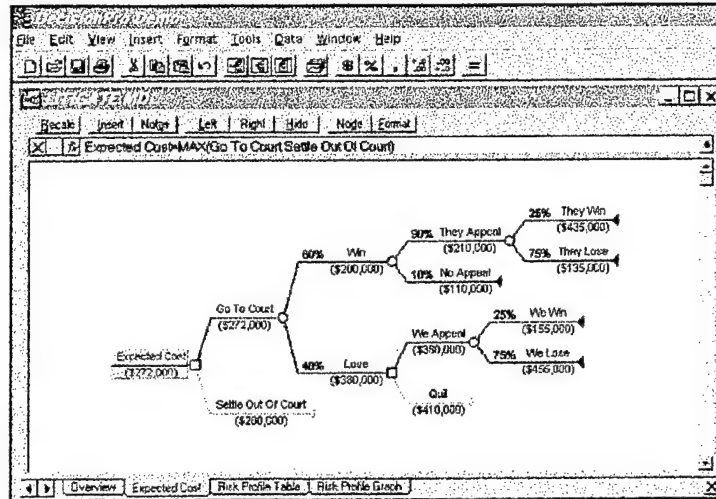 DecisionPro Demo
File Edit View Insert Format Tools Data Window Help
Recalc Insert Notes Left Right Hide Node Format
Expected Cost=MAX(Go To Court,Settle Out Of Court)
25% They Win
($435,000)
90% They Appeal
($210,000)
75% They Lose
($135,000)
60% Win
($200,000)
10% No Appeal
($110,000)
Go To Court
($272,000)
25% We Win
($155,000)
We Appeal
($380,000)
Expected Cost
($272,000)
40% Lose
($380,000)
75% We Lose
($455,000)
Quit
($410,000)
Settle Out Of Court
($280,000)
Overview Expected Cost Risk Profile Table Risk Profile Graph